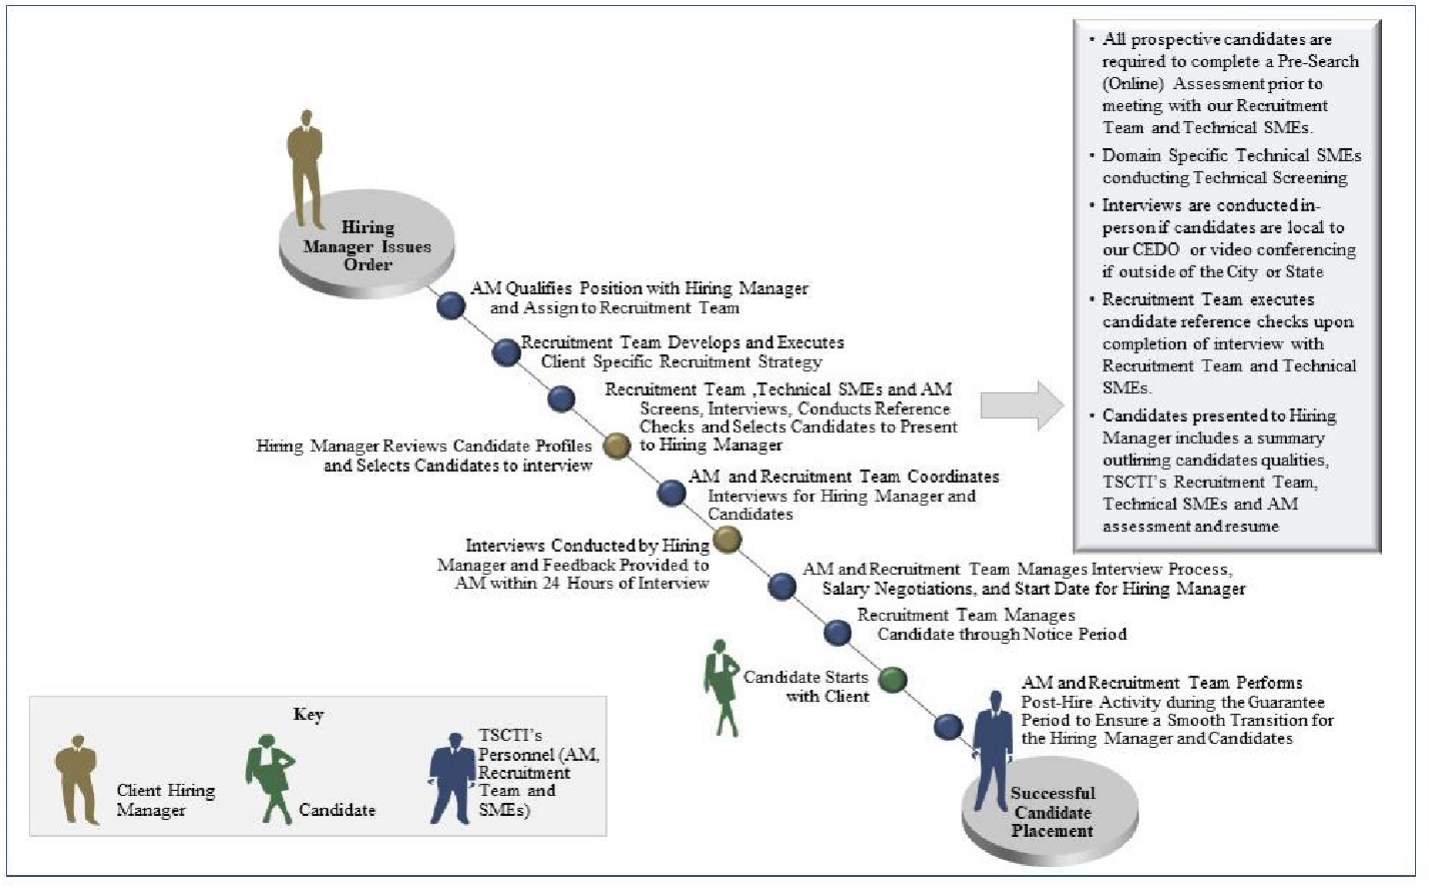 Hiring
Manager Issues
Order
AM Qualifies Position with Hiring Manager
and Assign to Recruitment Team
Recruitment Team Develops and Executes
Client Specific Recruitment Strategy
Recruitment Team ,Technical SMEs and AM
Screens, Interviews, Conducts Reference
Checks and Selects Candidates to Present
to Hiring Manager
Hiring Manager Reviews Candidate Profiles
and Selects Candidates to interview
AM and Recruitment Team Coordinates
Interviews for Hiring Manager and
Candidates
Interviews Conducted by Hiring
Manager and Feedback Provided to
AM within 24 Hours of Interview
AM and Recruitment Team Manages Interview Process,
Salary Negotiations, and Start Date for Hiring Manager
Recruitment Team Manages
Candidate through Notice Period
Candidate Starts
with Client
AM and Recruitment Team Performs
Post-Hire Activity during the Guarantee
Period to Ensure a Smooth Transition for
the Hiring Manager and Candidates
Successful
Candidate
Placement
• All prospective candidates are
required to complete a Pre-Search
(Online) Assessment prior to
meeting with our Recruitment
Team and Technical SMEs.
• Domain Specific Technical SMEs
conducting Technical Screening
• Interviews are conducted in-
person if candidates are local to
our CEDO or video conferencing
if outside of the City or State
• Recruitment Team executes
candidate reference checks upon
completion of interview with
Recruitment Team and Technical
SMEs.
• Candidates presented to Hiring
Manager includes a summary
outlining candidates qualities,
TSCTI's Recruitment Team,
Technical SMEs and AM
assessment and resume
Key
Client Hiring
Manager
Candidate
TSCTI's
Personnel (AM,
Recruitment
Team and
SMEs)